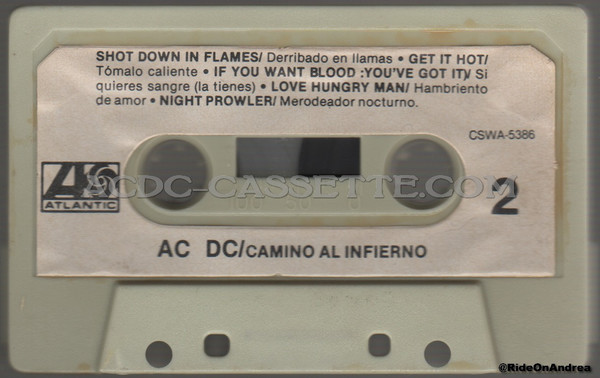 SHOT DOWN IN FLAMES/ Derribado en llamas • GET IT HOT/
Tómalo caliente • IF YOU WANT BLOOD :YOU'VE GOT IT)/ Si
quieres sangre (la tienes) • LOVE HUNGRY MAN/ Hambriento
de amor • NIGHT PROWLER/ Merodeador nocturno.
CSWA-5386
ACDC-CASSETTE.COM
ATLANTIC
2
AC DC/CAMINO AL INFIERNO
@RideOnAndrea